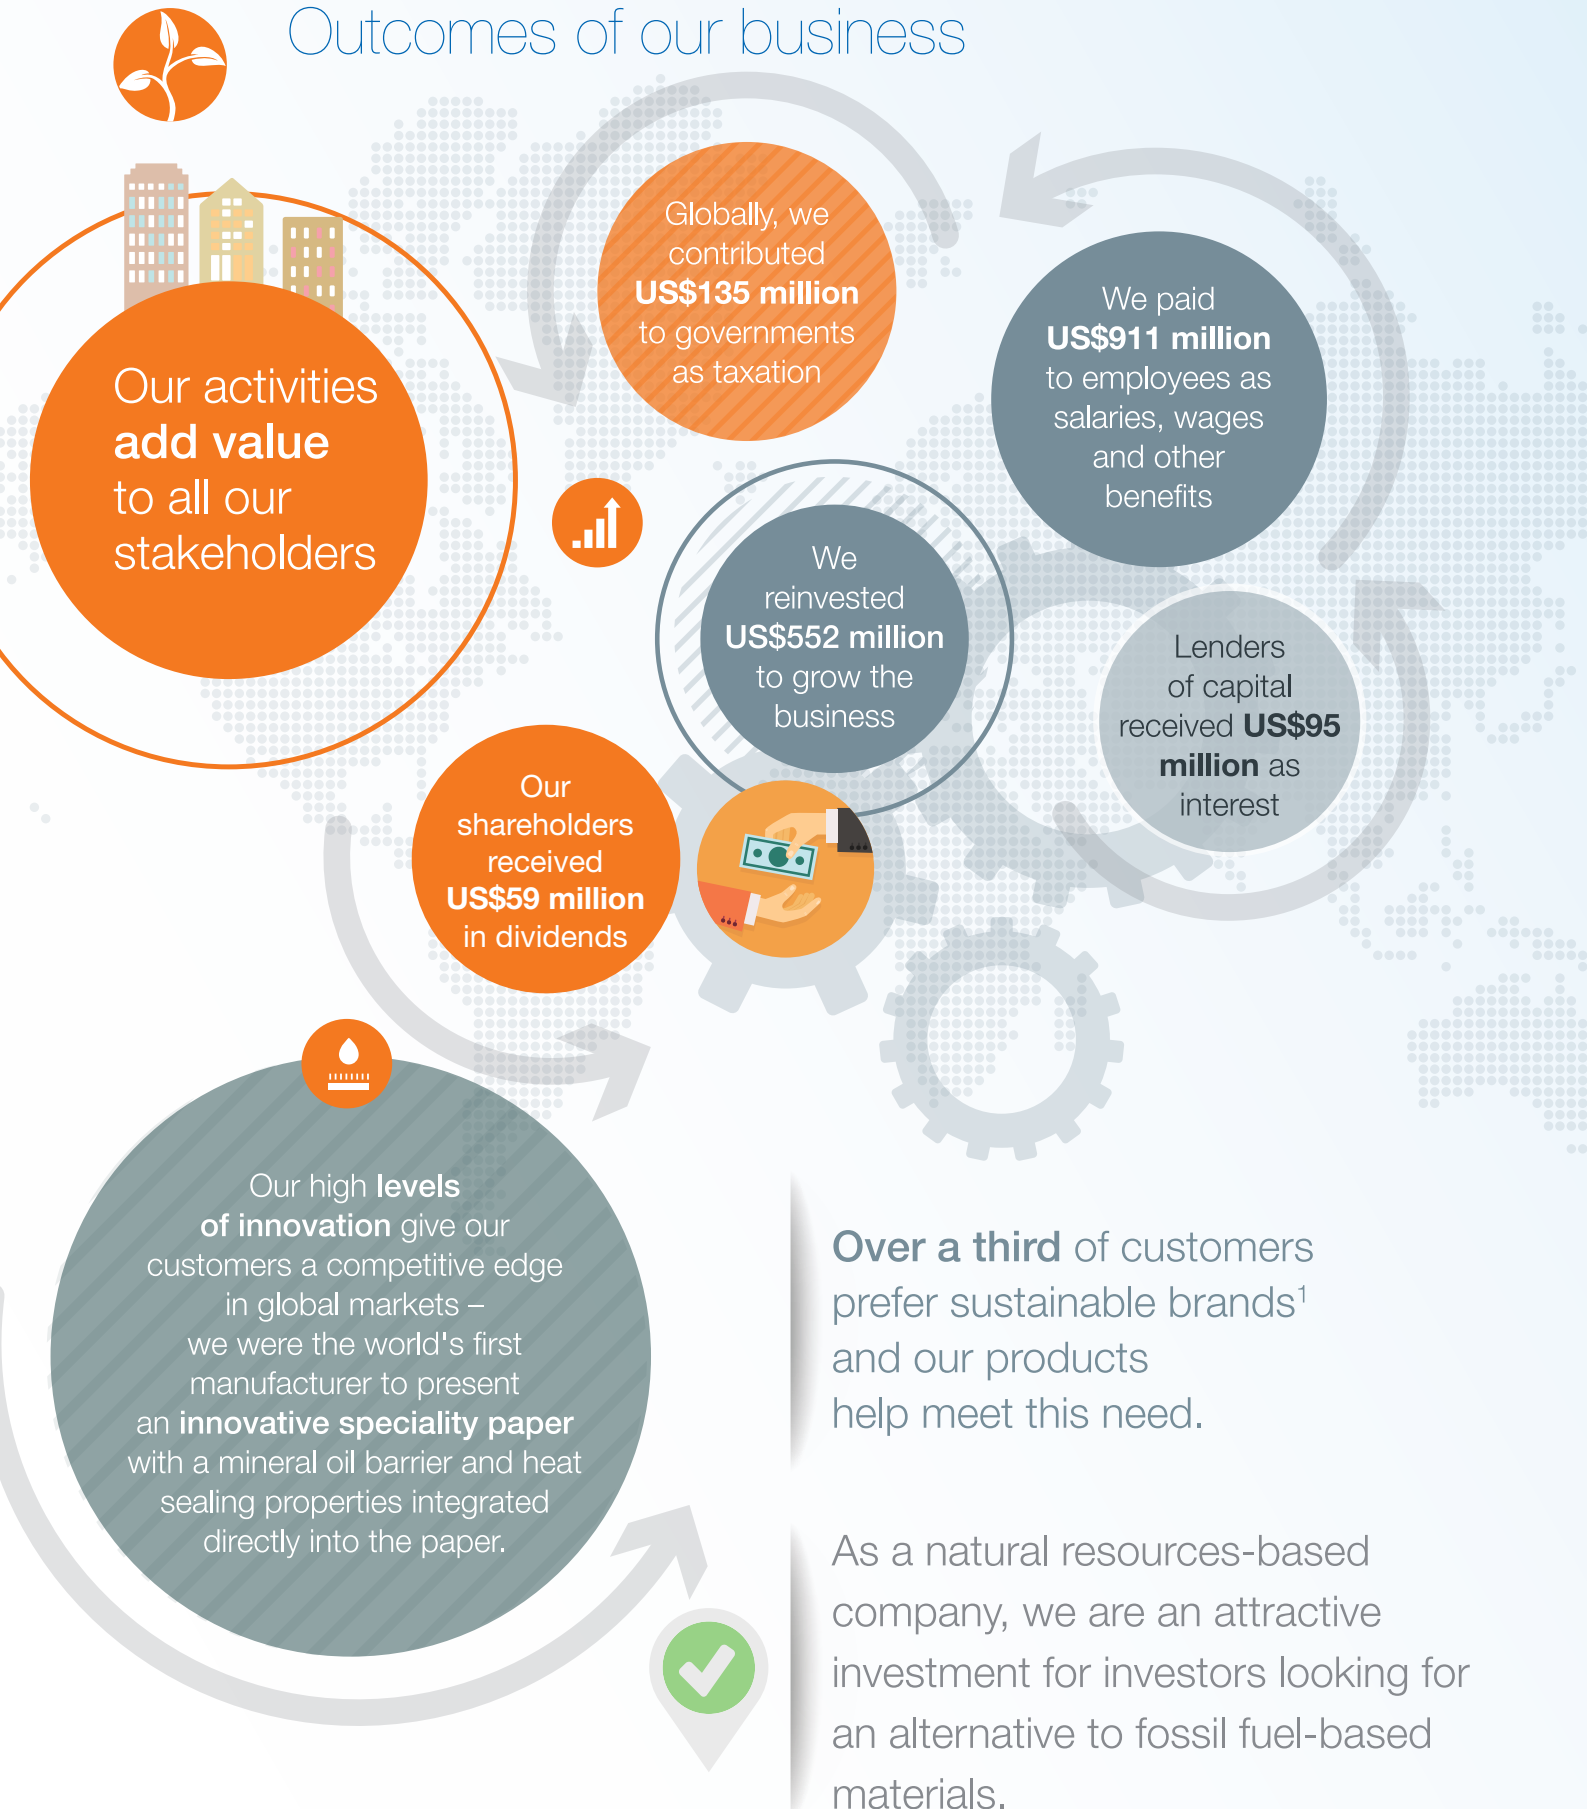 Outcomes of our business
Globally, we
contributed
US$135 million
to governments
as taxation
We paid
US$911 million
to employees as
salaries, wages
and other
benefits
Our activities
add value
to all our
stakeholders
We
reinvested
US$552 million
to grow the
business
Lenders
of capital
received US$95
million as
interest
Our
shareholders
received
US$59 million
in dividends
Our high levels
of innovation give our
customers a competitive edge
in global markets –
we were the world's first
manufacturer to present
an innovative speciality paper
with a mineral oil barrier and heat
sealing properties integrated
directly into the paper.
Over a third of customers
prefer sustainable brands¹
and our products
help meet this need.
As a natural resources-based
company, we are an attractive
investment for investors looking for
an alternative to fossil fuel-based
materials.